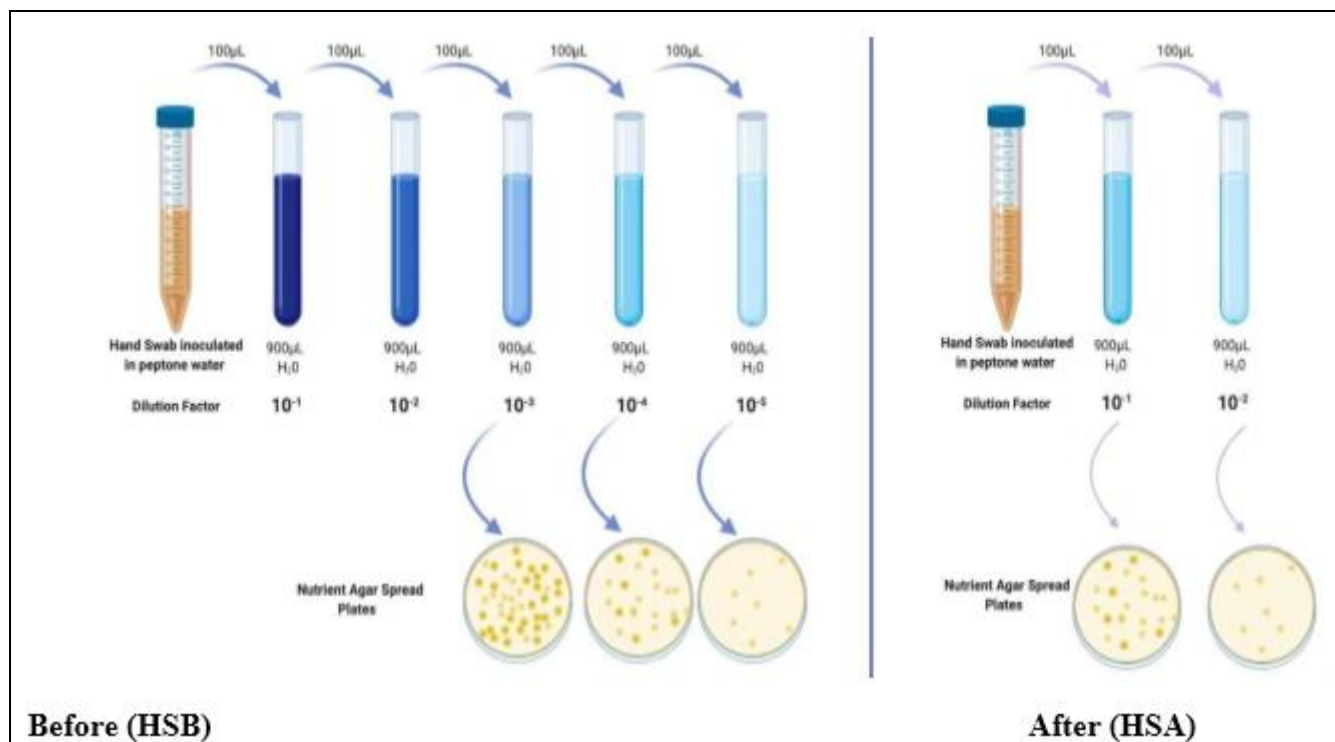 100µL 100µL 100µL 100µL 100µL
Hand Swab inoculated
in peptone water
900µL 900µL 900µL 900µL 900µL
H₂0 H₂0 H₂0 H₂0 H₂0
Dilution Factor 10⁻¹ 10⁻² 10⁻³ 10⁻⁴ 10⁻⁵
Nutrient Agar Spread
Plates
Before (HSB)
100µL 100µL
Hand Swab inoculated
in peptone water
900µL 900µL
H₂0 H₂0
Dilution Factor 10⁻¹ 10⁻²
Nutrient Agar Spread
Plates
After (HSA)